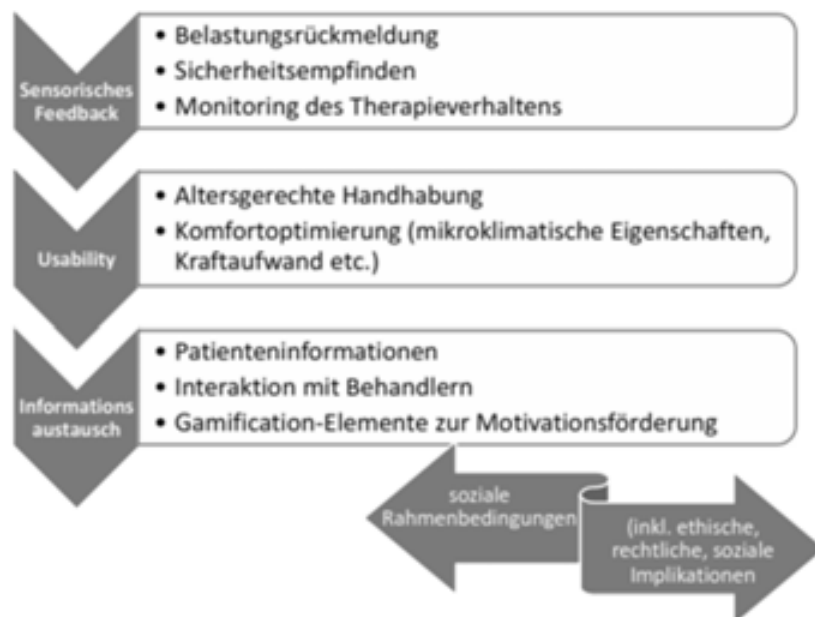 Sensorisches
Feedback
• Belastungsrückmeldung
• Sicherheitsempfinden
• Monitoring des Therapieverhaltens
Usability
• Altersgerechte Handhabung
• Komfortoptimierung (mikroklimatische Eigenschaften,
Kraftaufwand etc.)
Informations
austausch
• Patienteninformationen
• Interaktion mit Behandlern
• Gamification-Elemente zur Motivationsförderung
soziale
Rahmenbedingungen
(inkl. ethische,
rechtliche, soziale
Implikationen